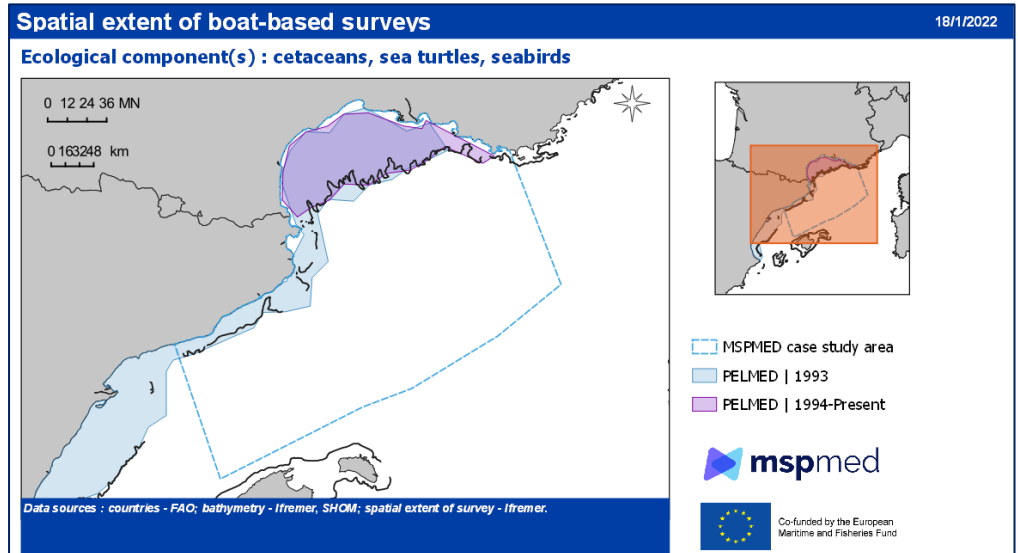 Spatial extent of boat-based surveys
18/1/2022
Ecological component(s) : cetaceans, sea turtles, seabirds
0 12 24 36 MN
0 163248 km
MSPMED case study area
PELMED | 1993
PELMED | 1994-Present
mspmed
Data sources : countries - FAO; bathymetry - Ifremer, SHOM; spatial extent of survey - Ifremer.
Co-funded by the European
Maritime and Fisheries Fund